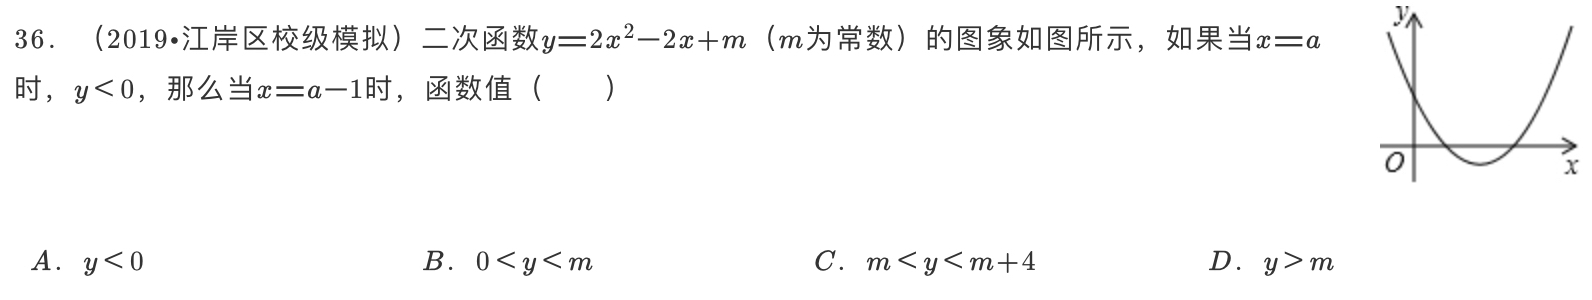 36. （2019•江岸区校级模拟）二次函数y=2x²−2x+m（m为常数）的图象如图所示，如果当x=a
时，y<0，那么当x=a−1时，函数值（  ）
y
O
x
A. y<0 B. 0<y<m C. m<y<m+4 D. y>m